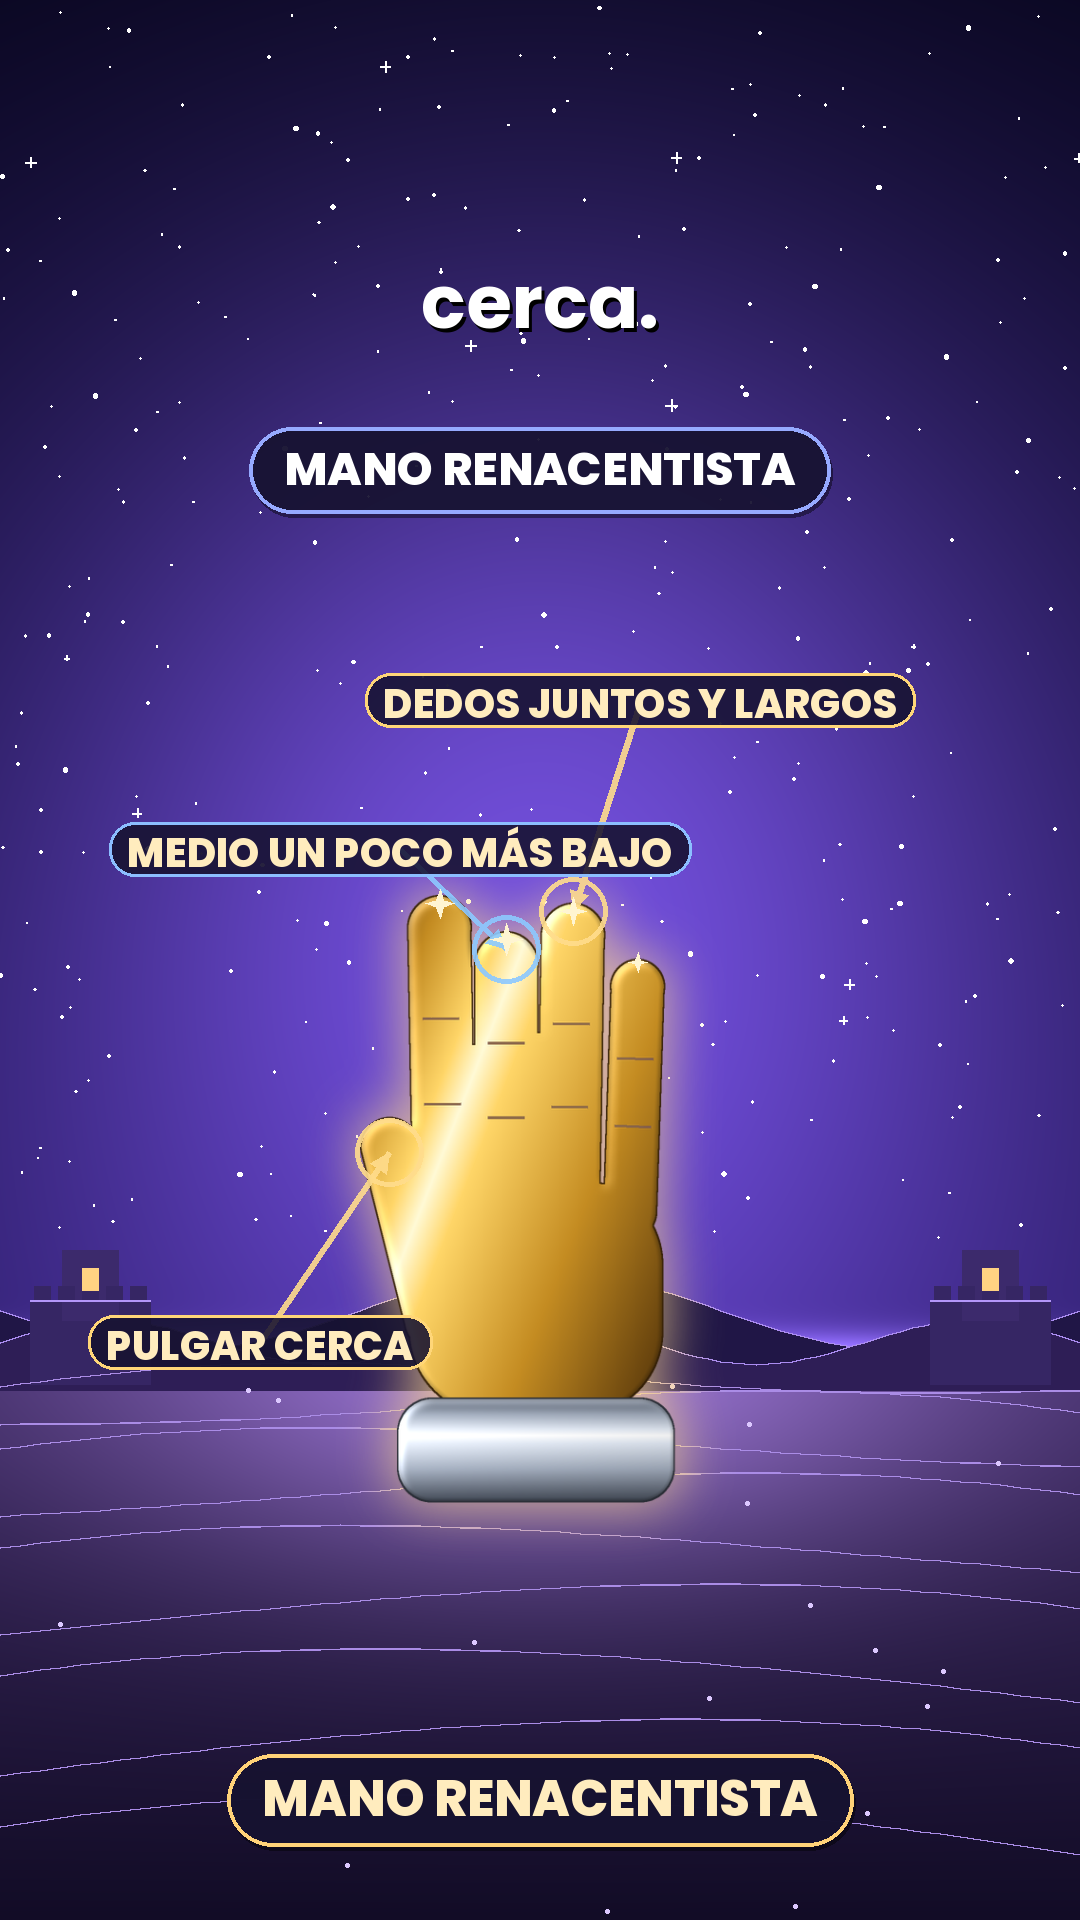 cerca.
MANO RENACENTISTA
DEDOS JUNTOS Y LARGOS
MEDIO UN POCO MÁS BAJO
PULGAR CERCA
MANO RENACENTISTA